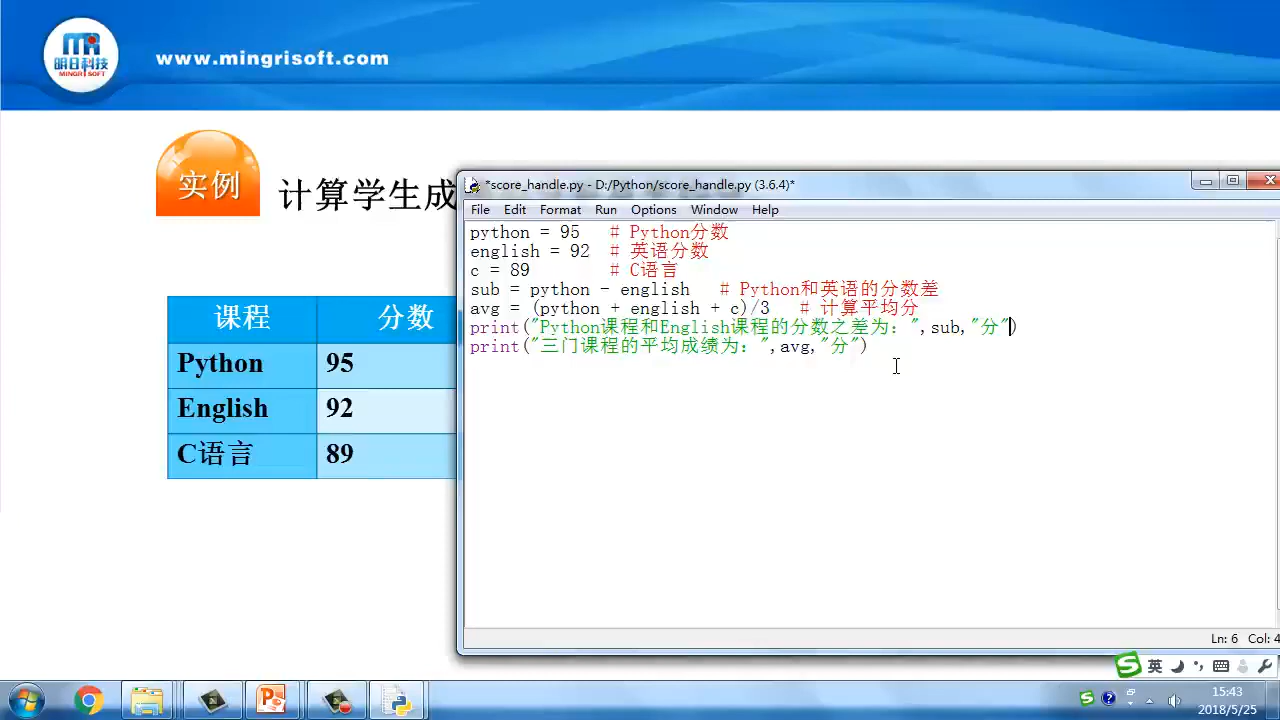 明日科技
MINGRISOFT
www.mingrisoft.com
实例
计算学生成
课程 分数
Python 95
English 92
C语言 89
*score_handle.py - D:/Python/score_handle.py (3.6.4)*
File Edit Format Run Options Window Help
python = 95 # Python分数
english = 92 # 英语分数
c = 89 # C语言
sub = python - english # Python和英语的分数差
avg = (python + english + c)/3 # 计算平均分
print("Python课程和English课程的分数之差为：",sub,"分")
print("三门课程的平均成绩为：",avg,"分")
Ln: 6 Col: 4
英
15:43
2018/5/25